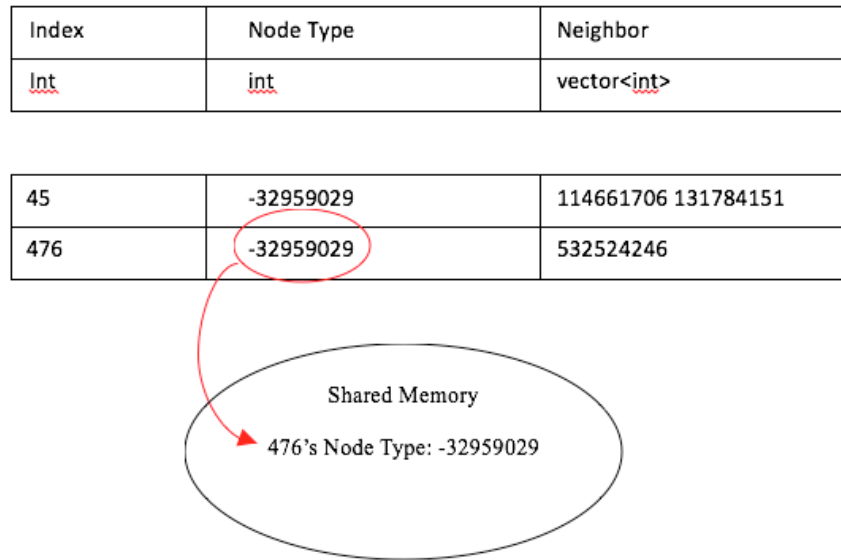 Index Node Type Neighbor
Int int vector<int>
45 -32959029 114661706 131784151
476 -32959029 532524246
Shared Memory
476’s Node Type: -32959029